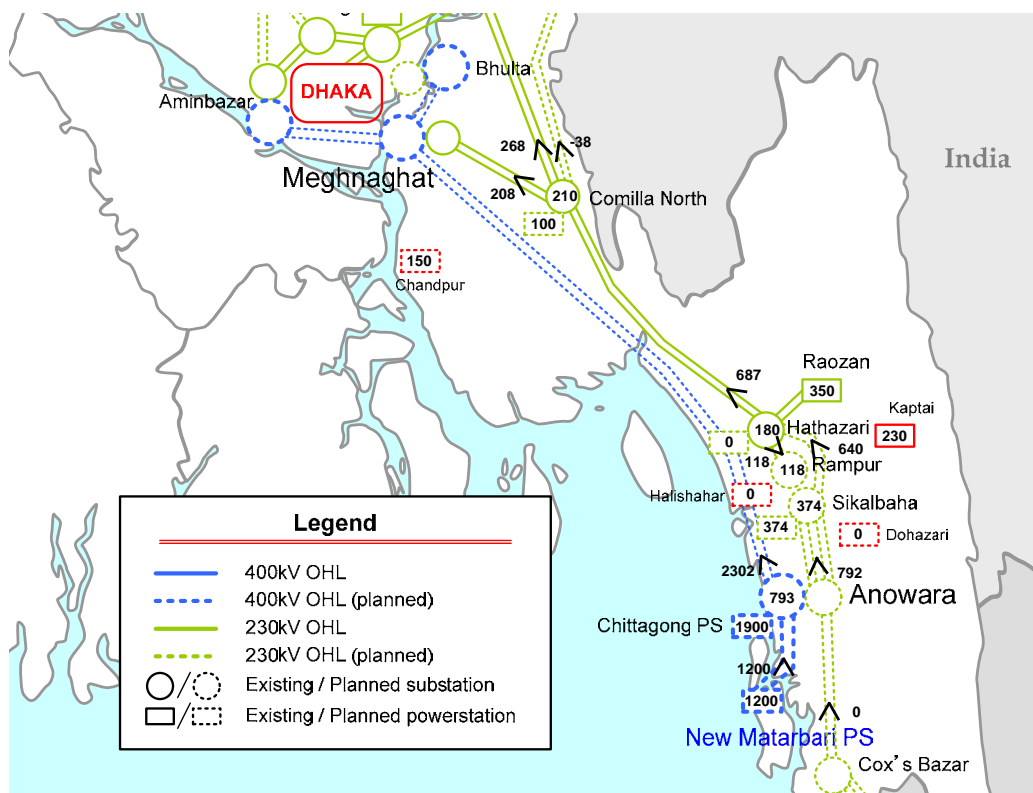 g
Bhulta
DHAKA
Aminbazar
India
268
-38
Meghnaghat
208
210
Comilla North
100
150
Chandpur
687
Raozan
350
Kaptai
180
Hathazari
230
0
640
118
118
Rampur
Halishahar
0
374
Sikalbaha
374
0
Dohazari
2302
792
793
Anowara
Chittagong PS
1900
1200
1200
0
New Matarbari PS
Cox's Bazar
Legend
400kV OHL
400kV OHL (planned)
230kV OHL
230kV OHL (planned)
/ Existing / Planned substation
/ Existing / Planned powerstation